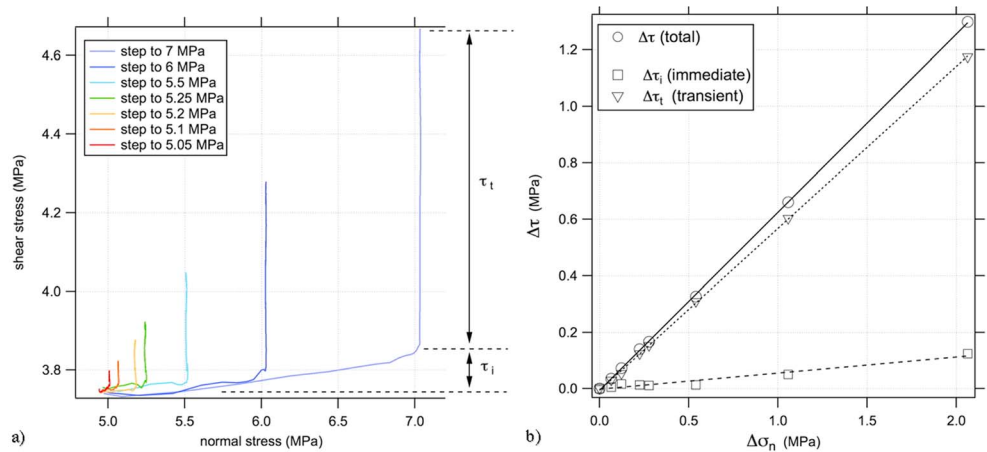 4.6
4.4
4.2
4.0
3.8
shear stress (MPa)
step to 7 MPa
step to 6 MPa
step to 5.5 MPa
step to 5.25 MPa
step to 5.2 MPa
step to 5.1 MPa
step to 5.05 MPa
τt
τi
5.0 5.5 6.0 6.5 7.0
normal stress (MPa)
a)
1.2
1.0
0.8
0.6
0.4
0.2
0.0
Δτ (MPa)
Δτ (total)
Δτi (immediate)
Δτt (transient)
0.0 0.5 1.0 1.5 2.0
Δσn (MPa)
b)